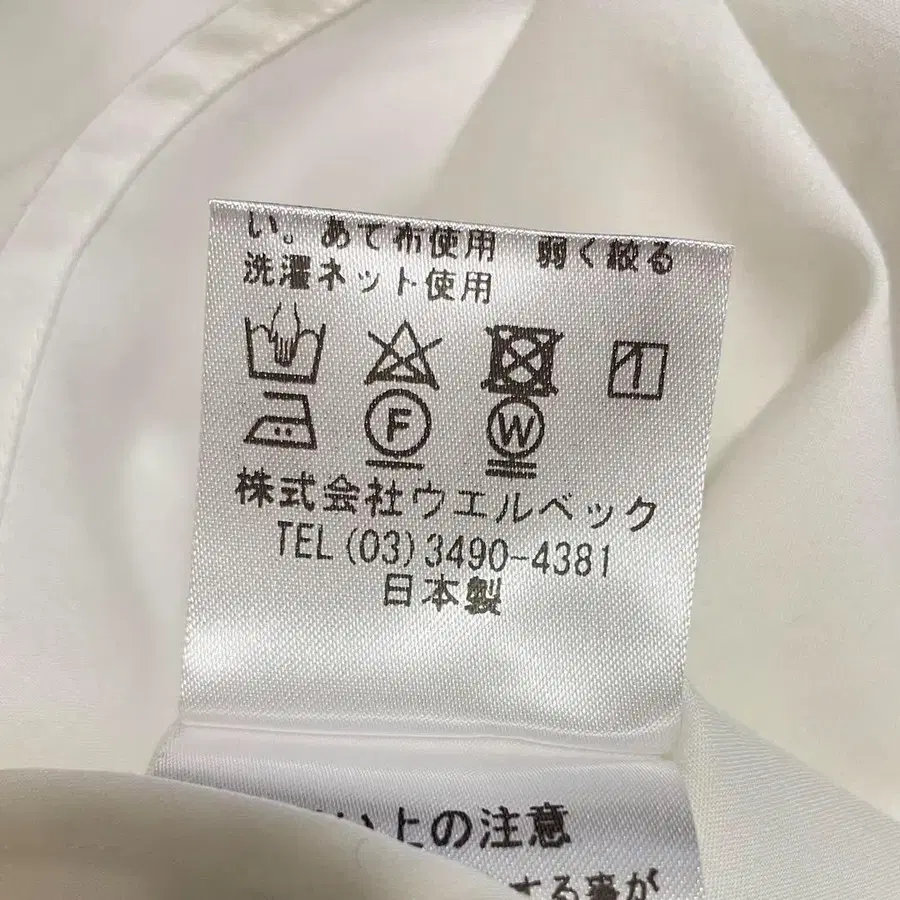 い。あて布使用　弱く絞る
洗濯ネット使用
F W
株式会社ウエルベック
TEL(03)3490-4381
日本製
い上の注意
する事が